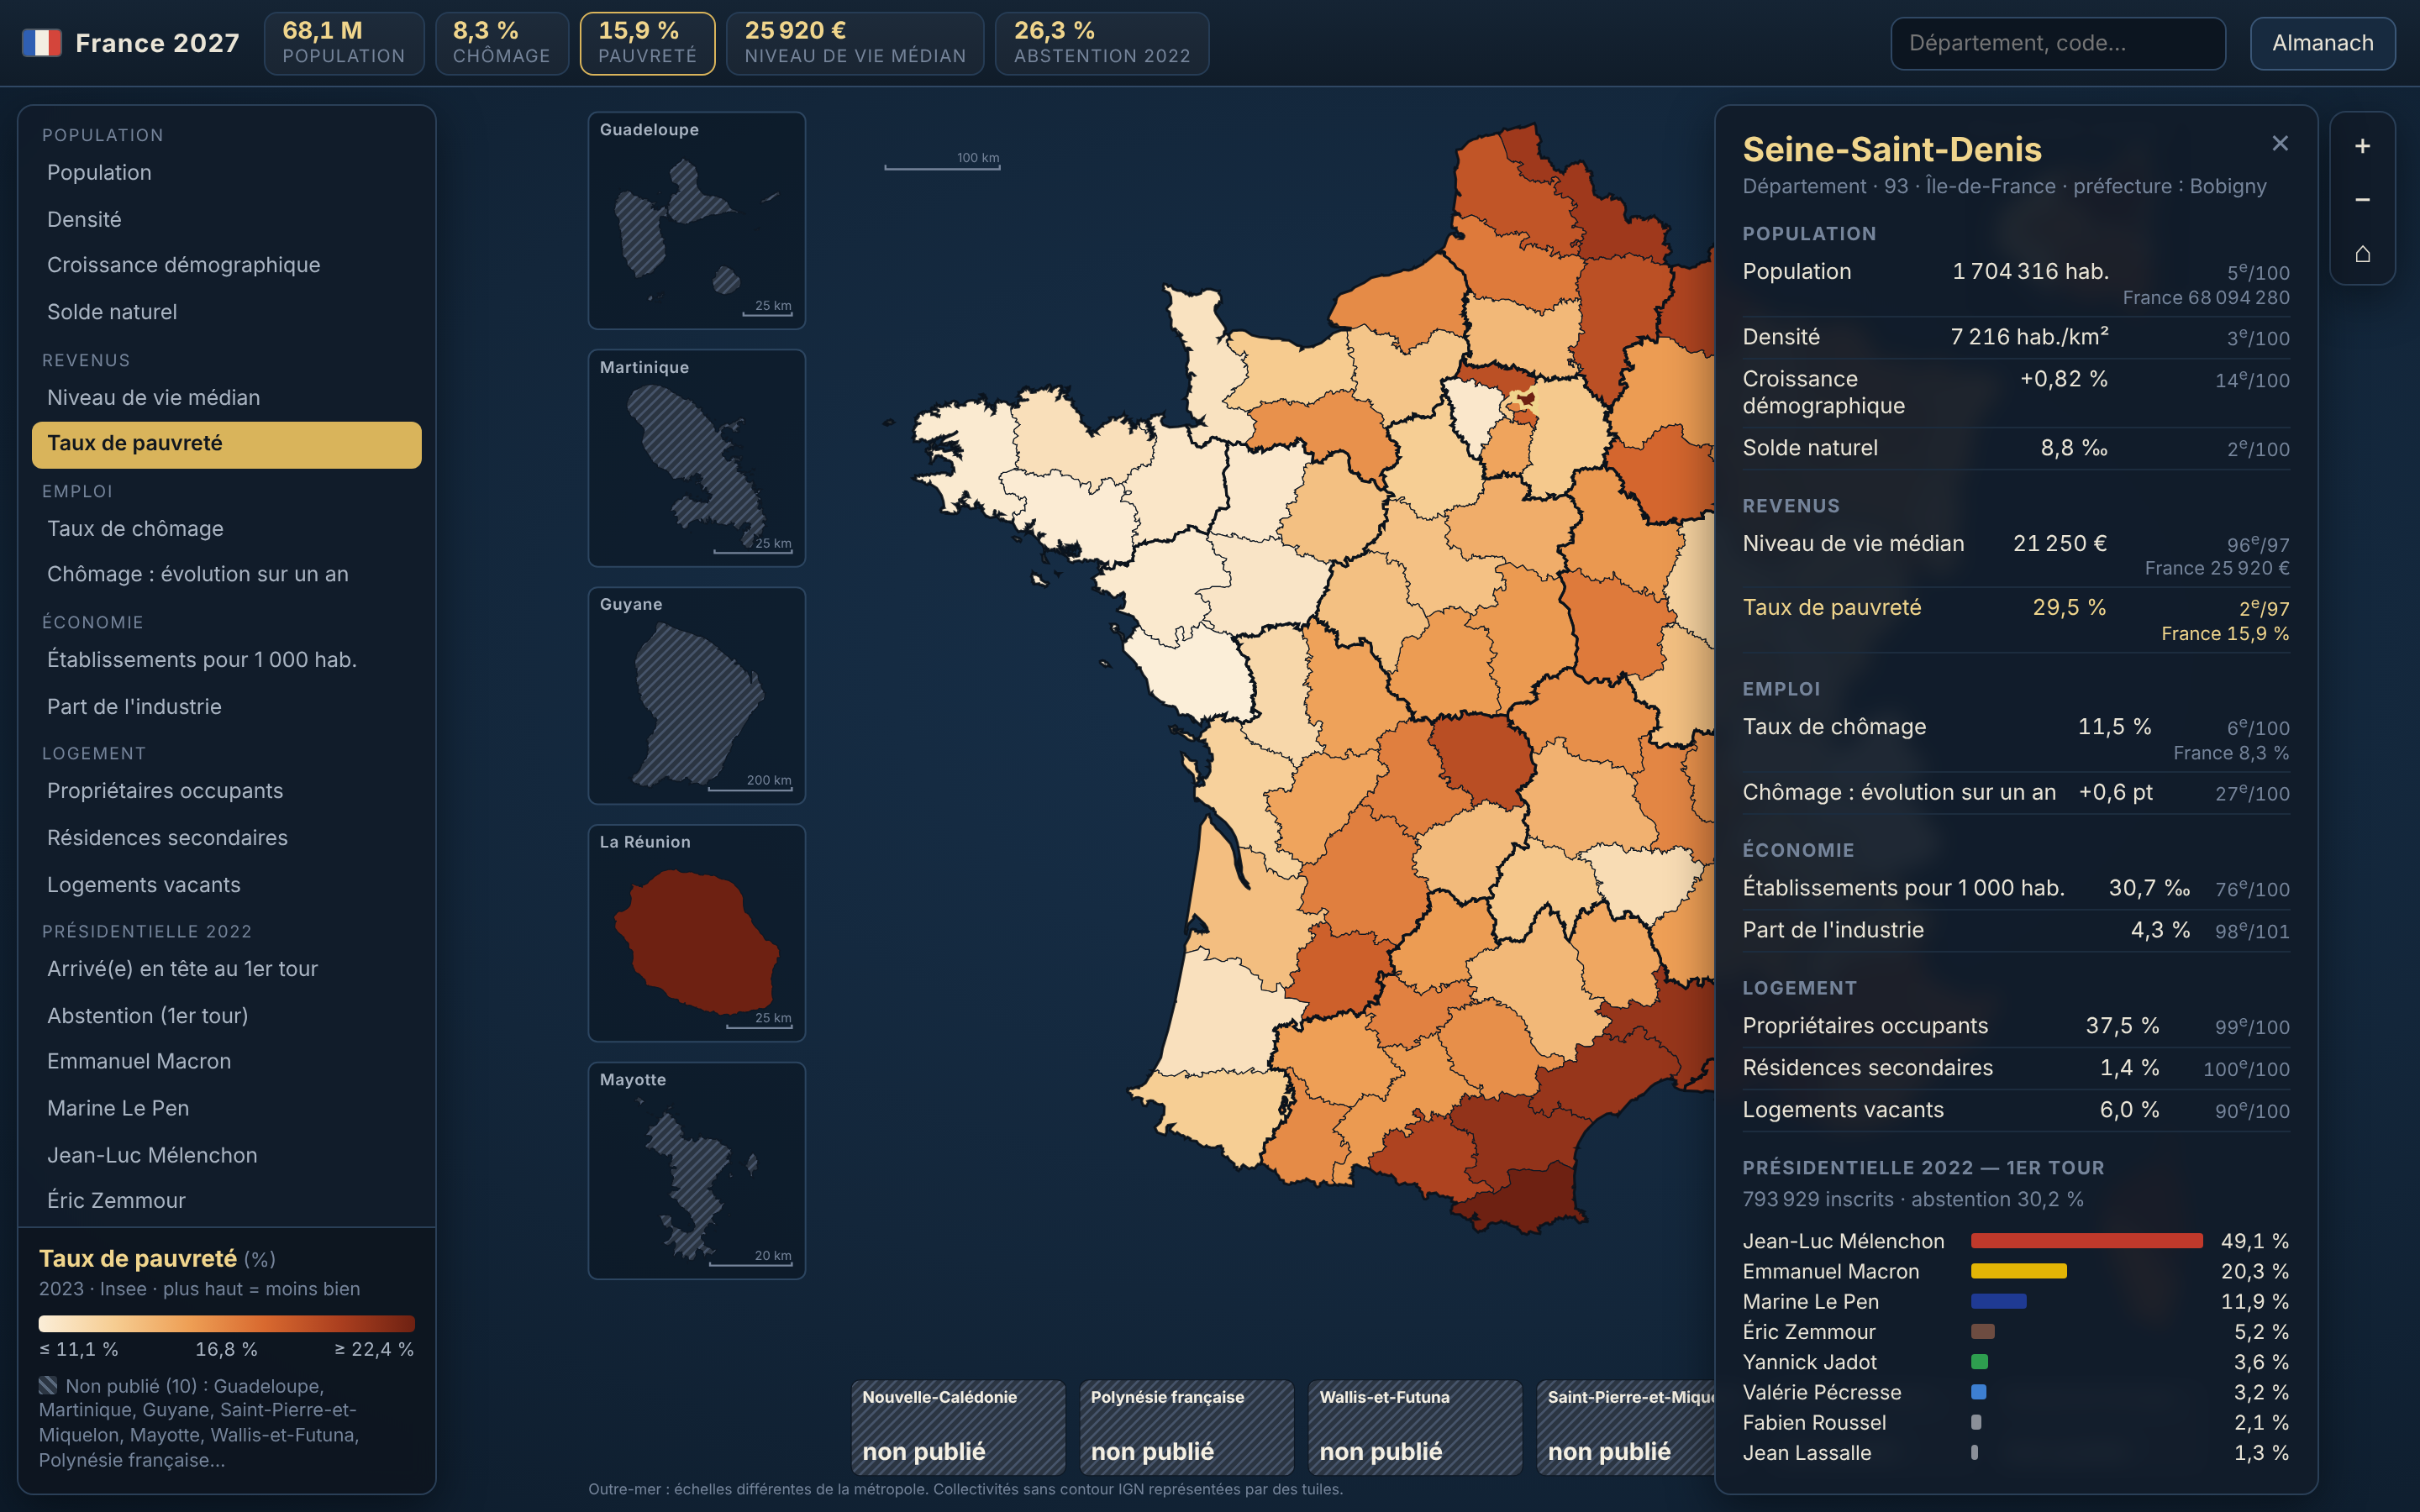 France 2027
68,1 M
POPULATION
8,3 %
CHÔMAGE
15,9 %
PAUVRETÉ
25 920 €
NIVEAU DE VIE MÉDIAN
26,3 %
ABSTENTION 2022
Département, code...
Almanach
POPULATION
Population
Densité
Croissance démographique
Solde naturel
REVENUS
Niveau de vie médian
Taux de pauvreté
EMPLOI
Taux de chômage
Chômage : évolution sur un an
ÉCONOMIE
Établissements pour 1 000 hab.
Part de l'industrie
LOGEMENT
Propriétaires occupants
Résidences secondaires
Logements vacants
PRÉSIDENTIELLE 2022
Arrivé(e) en tête au 1er tour
Abstention (1er tour)
Emmanuel Macron
Marine Le Pen
Jean-Luc Mélenchon
Éric Zemmour
Taux de pauvreté (%)
2023 · Insee · plus haut = moins bien
≤ 11,1 % 16,8 % ≥ 22,4 %
Non publié (10) : Guadeloupe,
Martinique, Guyane, Saint-Pierre-et-
Miquelon, Mayotte, Wallis-et-Futuna,
Polynésie française…
Guadeloupe
25 km
Martinique
25 km
Guyane
200 km
La Réunion
25 km
Mayotte
20 km
100 km
Nouvelle-Calédonie
non publié
Polynésie française
non publié
Wallis-et-Futuna
non publié
Saint-Pierre-et-Mique
non publié
Outre-mer : échelles différentes de la métropole. Collectivités sans contour IGN représentées par des tuiles.
Seine-Saint-Denis
×
Département · 93 · Île-de-France · préfecture : Bobigny
POPULATION
Population 1 704 316 hab. 5e/100
France 68 094 280
Densité 7 216 hab./km² 3e/100
Croissance
démographique +0,82 % 14e/100
Solde naturel 8,8 ‰ 2e/100
REVENUS
Niveau de vie médian 21 250 € 96e/97
France 25 920 €
Taux de pauvreté 29,5 % 2e/97
France 15,9 %
EMPLOI
Taux de chômage 11,5 % 6e/100
France 8,3 %
Chômage : évolution sur un an +0,6 pt 27e/100
ÉCONOMIE
Établissements pour 1 000 hab. 30,7 ‰ 76e/100
Part de l'industrie 4,3 % 98e/101
LOGEMENT
Propriétaires occupants 37,5 % 99e/100
Résidences secondaires 1,4 % 100e/100
Logements vacants 6,0 % 90e/100
PRÉSIDENTIELLE 2022 — 1ER TOUR
793 929 inscrits · abstention 30,2 %
Jean-Luc Mélenchon 49,1 %
Emmanuel Macron 20,3 %
Marine Le Pen 11,9 %
Éric Zemmour 5,2 %
Yannick Jadot 3,6 %
Valérie Pécresse 3,2 %
Fabien Roussel 2,1 %
Jean Lassalle 1,3 %
+
−
⌂